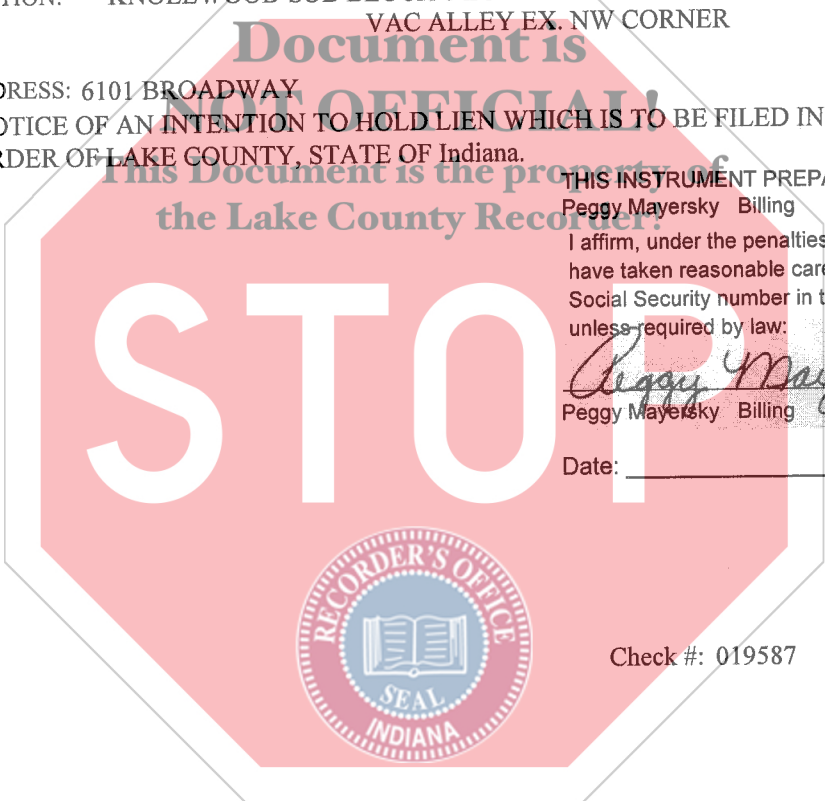 VAC ALLEY EX. NW CORNER
Document is
DRESS: 6101 BROADWAY
NOT OFFICIAL!
OTICE OF AN INTENTION TO HOLD LIEN WHICH IS TO BE FILED IN
RDER OF LAKE COUNTY, STATE OF Indiana.
This Document is the property of
the Lake County Recorder!
THIS INSTRUMENT PREPA
Peggy Mayersky Billing
I affirm, under the penalties
have taken reasonable care
Social Security number in t
unless required by law:
Peggy May
Peggy Mayersky Billing
Date:
STOP
RECORDER'S OFFICE
SEAL
INDIANA
Check #: 019587